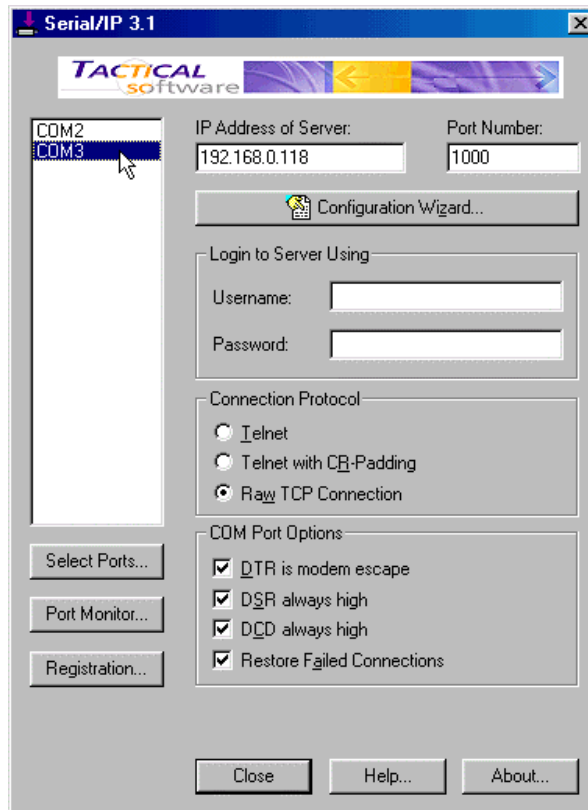 Serial/IP 3.1
TACTICAL
software
COM2
COM3
IP Address of Server:
Port Number:
192.168.0.118
1000
Configuration Wizard...
Login to Server Using
Username:
Password:
Connection Protocol
Telnet
Telnet with CR-Padding
Raw TCP Connection
COM Port Options
DTR is modem escape
DSR always high
DCD always high
Restore Failed Connections
Select Ports...
Port Monitor...
Registration...
Close
Help...
About...